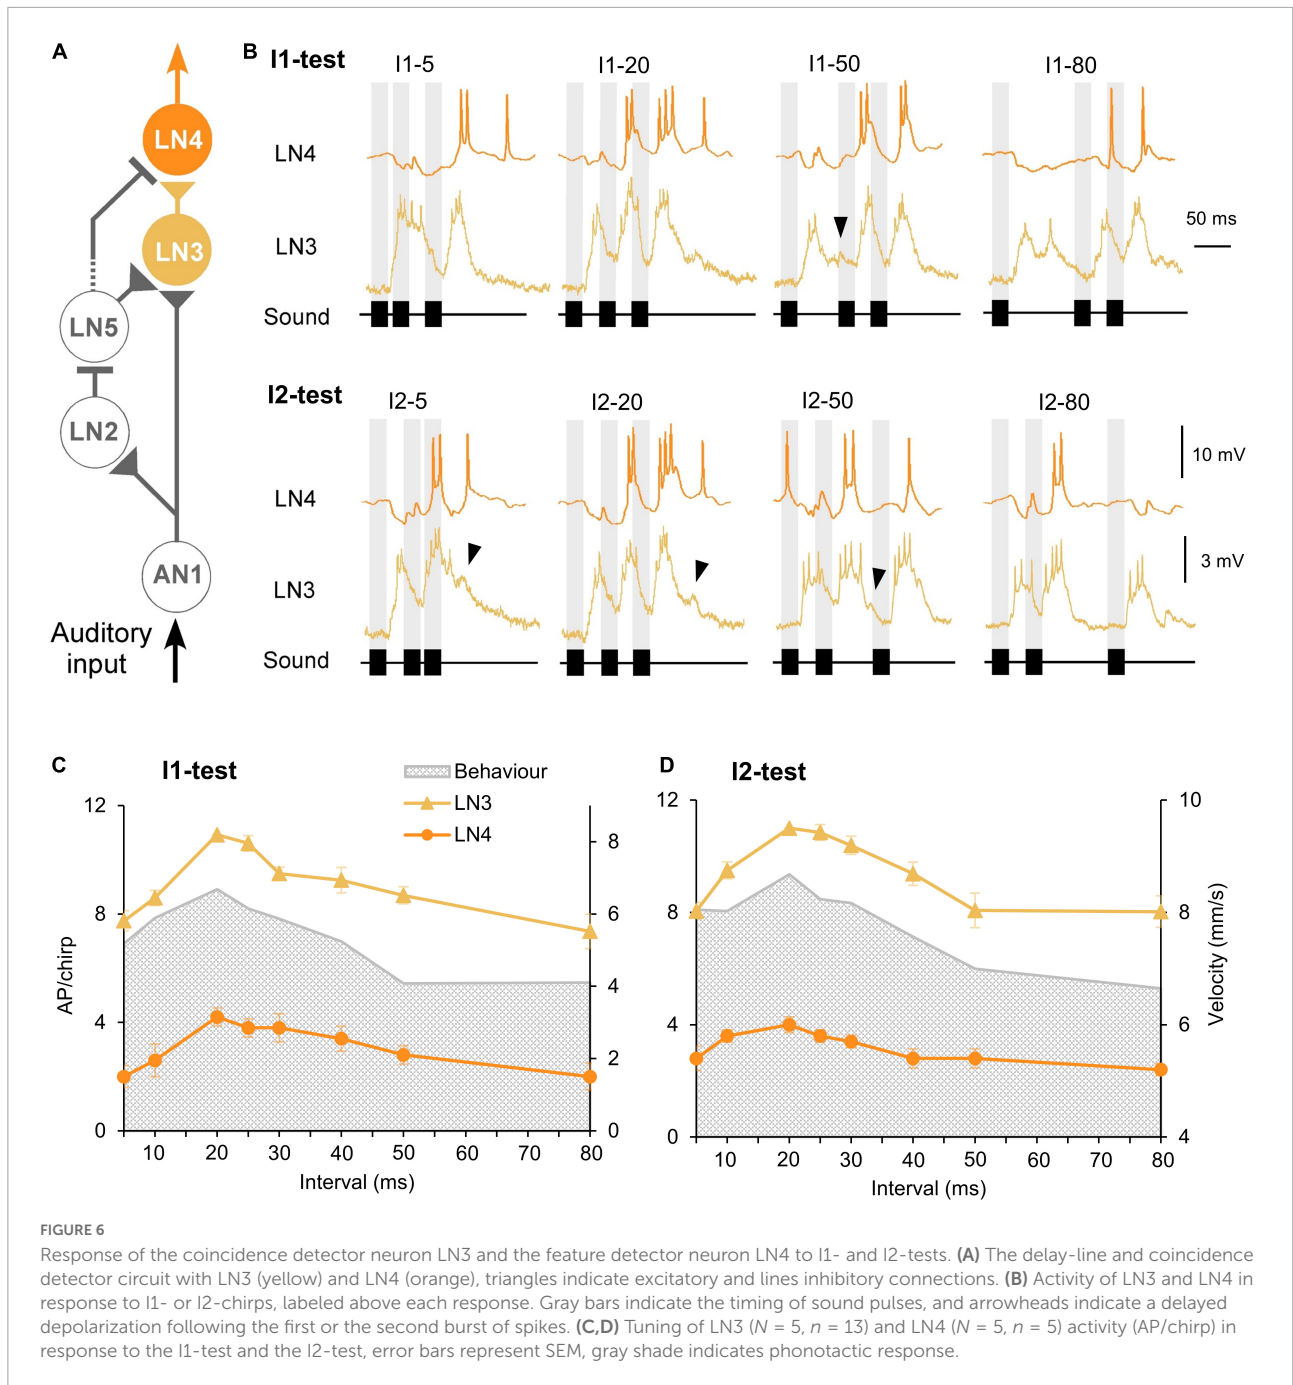 A
LN4
LN3
LN5
LN2
AN1
Auditory
input
B
I1-test
I1-5
I1-20
I1-50
I1-80
LN4
LN3
50 ms
Sound
I2-test
I2-5
I2-20
I2-50
I2-80
LN4
10 mV
LN3
3 mV
Sound
C
I1-test
Behaviour
LN3
LN4
12
8
4
0
AP/chirp
8
6
4
2
0
10 20 30 40 50 60 70 80
Interval (ms)
D
I2-test
12
8
4
0
10
8
6
4
Velocity (mm/s)
10 20 30 40 50 60 70 80
Interval (ms)
FIGURE 6
Response of the coincidence detector neuron LN3 and the feature detector neuron LN4 to I1- and I2-tests. (A) The delay-line and coincidence
detector circuit with LN3 (yellow) and LN4 (orange), triangles indicate excitatory and lines inhibitory connections. (B) Activity of LN3 and LN4 in
response to I1- or I2-chirps, labeled above each response. Gray bars indicate the timing of sound pulses, and arrowheads indicate a delayed
depolarization following the first or the second burst of spikes. (C,D) Tuning of LN3 (N = 5, n = 13) and LN4 (N = 5, n = 5) activity (AP/chirp) in
response to the I1-test and the I2-test, error bars represent SEM, gray shade indicates phonotactic response.